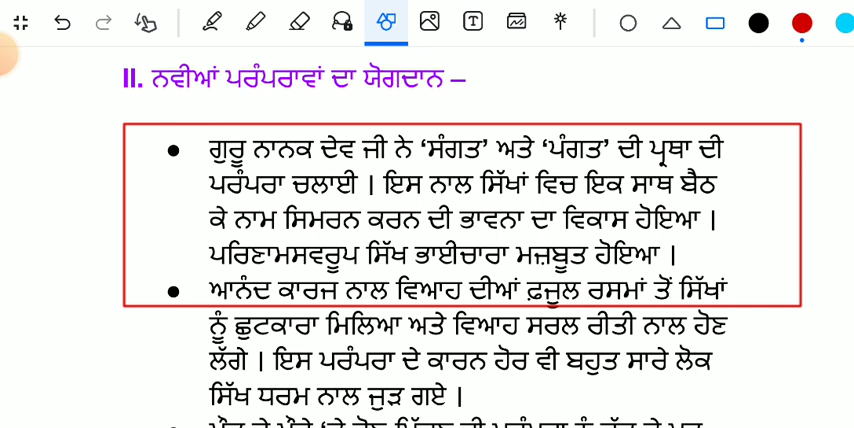 II. ਨਵੀਆਂ ਪਰੰਪਰਾਵਾਂ ਦਾ ਯੋਗਦਾਨ –
● ਗੁਰੂ ਨਾਨਕ ਦੇਵ ਜੀ ਨੇ ‘ਸੰਗਤ’ ਅਤੇ ‘ਪੰਗਤ’ ਦੀ ਪ੍ਰਥਾ ਦੀ
ਪਰੰਪਰਾ ਚਲਾਈ । ਇਸ ਨਾਲ ਸਿੱਖਾਂ ਵਿਚ ਇਕ ਸਾਥ ਬੈਠ
ਕੇ ਨਾਮ ਸਿਮਰਨ ਕਰਨ ਦੀ ਭਾਵਨਾ ਦਾ ਵਿਕਾਸ ਹੋਇਆ ।
ਪਰਿਣਾਮਸਵਰੂਪ ਸਿੱਖ ਭਾਈਚਾਰਾ ਮਜ਼ਬੂਤ ਹੋਇਆ ।
● ਆਨੰਦ ਕਾਰਜ ਨਾਲ ਵਿਆਹ ਦੀਆਂ ਫ਼ਜੂਲ ਰਸਮਾਂ ਤੋਂ ਸਿੱਖਾਂ
ਨੂੰ ਛੁਟਕਾਰਾ ਮਿਲਿਆ ਅਤੇ ਵਿਆਹ ਸਰਲ ਰੀਤੀ ਨਾਲ ਹੋਣ
ਲੱਗੇ । ਇਸ ਪਰੰਪਰਾ ਦੇ ਕਾਰਨ ਹੋਰ ਵੀ ਬਹੁਤ ਸਾਰੇ ਲੋਕ
ਸਿੱਖ ਧਰਮ ਨਾਲ ਜੁੜ ਗਏ ।